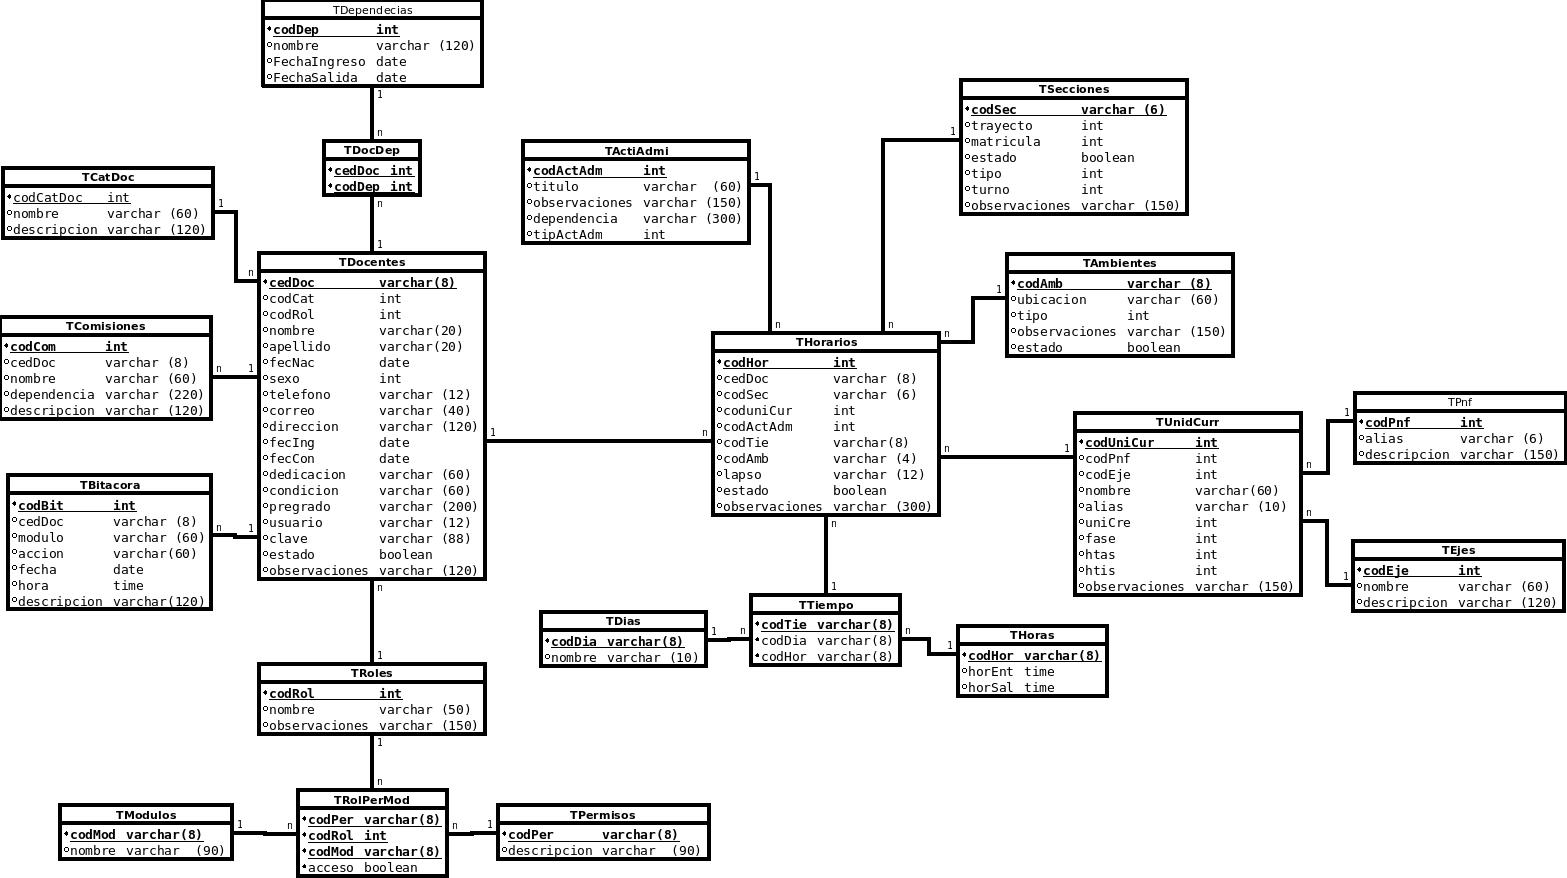 TDependecias
codDep int
nombre varchar (120)
FechaIngreso date
FechaSalida date
1
n
TDocDep
cedDoc int
codDep int
n
1
TCatDoc
codCatDoc int
nombre varchar (60)
descripcion varchar (120)
1
n
TComisiones
codCom int
cedDoc varchar (8)
nombre varchar (60)
dependencia varchar (220)
descripcion varchar (120)
n 1
TBitacora
codBit int
cedDoc varchar (8)
modulo varchar (60)
accion varchar(60)
fecha date
hora time
descripcion varchar(120)
n 1
TDocentes
cedDoc varchar(8)
codCat int
codRol int
nombre varchar(20)
apellido varchar(20)
fecNac date
sexo int
telefono varchar (12)
correo varchar (40)
direccion varchar (120)
fecIng date
fecCon date
dedicacion varchar (60)
condicion varchar (60)
pregrado varchar (200)
usuario varchar (12)
clave varchar (88)
estado boolean
observaciones varchar (120)
1 n
n
1
TRoles
codRol int
nombre varchar (50)
observaciones varchar (150)
1
n
TModulos
codMod varchar(8)
nombre varchar (90)
1 n
TRolPerMod
codPer varchar(8)
codRol int
codMod varchar(8)
acceso boolean
n 1
TPermisos
codPer varchar(8)
descripcion varchar (90)
TActiAdmi
codActAdm int
titulo varchar (60)
observaciones varchar (150)
dependencia varchar (300)
tipActAdm int
1
n
TSecciones
codSec varchar (6)
trayecto int
matricula int
estado boolean
tipo int
turno int
observaciones varchar (150)
1
n
TAmbientes
codAmb varchar (8)
ubicacion varchar (60)
tipo int
observaciones varchar (150)
estado boolean
1
n
THorarios
codHor int
cedDoc varchar (8)
codSec varchar (6)
coduniCur int
codActAdm int
codTie varchar(8)
codAmb varchar (4)
lapso varchar (12)
estado boolean
observaciones varchar (300)
n 1
n
1
TUnidCurr
codUniCur int
codPnf int
codEje int
nombre varchar(60)
alias varchar (10)
uniCre int
fase int
htas int
htis int
observaciones varchar (150)
1
n
TPnf
codPnf int
alias varchar (6)
descripcion varchar (150)
n
1
TEjes
codEje int
nombre varchar (60)
descripcion varchar (120)
TDias
codDia varchar(8)
nombre varchar (10)
1 n
TTiempo
codTie varchar(8)
codDia varchar(8)
codHor varchar(8)
n
1
THoras
codHor varchar(8)
horEnt time
horSal time